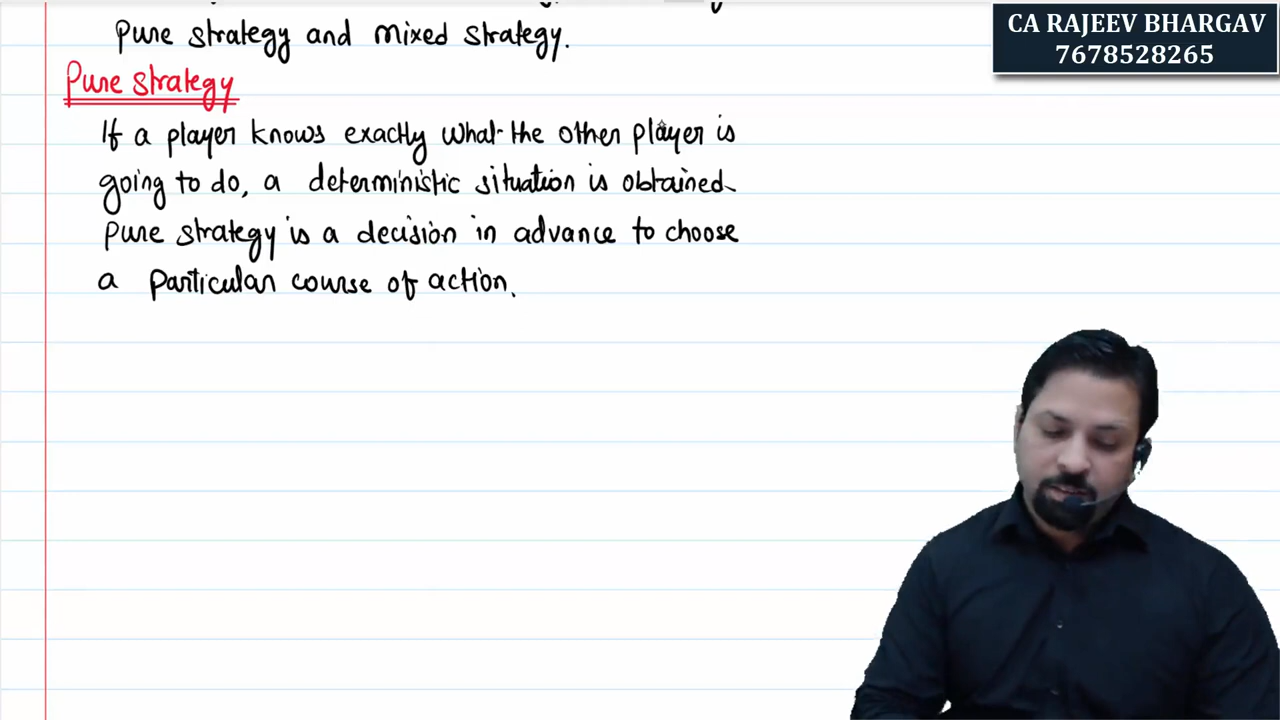 Pure strategy and mixed strategy.
CA RAJEEV BHARGAV
7678528265
Pure strategy
If a player knows exactly what the other player is
going to do, a deterministic situation is obtained.
Pure strategy is a decision in advance to choose
a particular course of action.